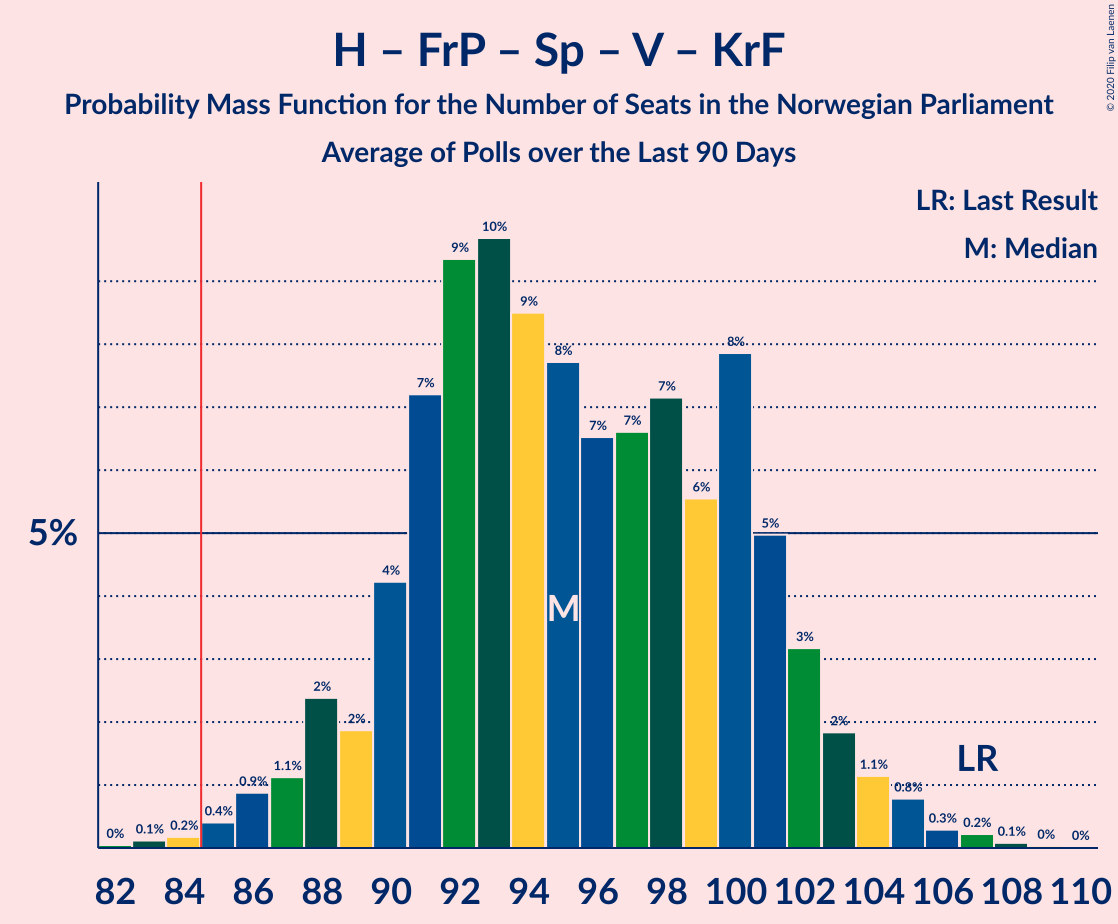 H – FrP – Sp – V – KrF
Probability Mass Function for the Number of Seats in the Norwegian Parliament
Average of Polls over the Last 90 Days
© 2020 Filip van Laenen
LR: Last Result
M: Median
5%
0% 0.1% 0.2% 0.4% 0.9% 1.1% 2% 2% 4% 7% 9% 10% 9% 8% 7% 7% 7% 6% 8% 5% 3% 2% 1.1% 0.8% 0.3% 0.2% 0.1% 0% 0%
M
LR
82 84 86 88 90 92 94 96 98 100 102 104 106 108 110